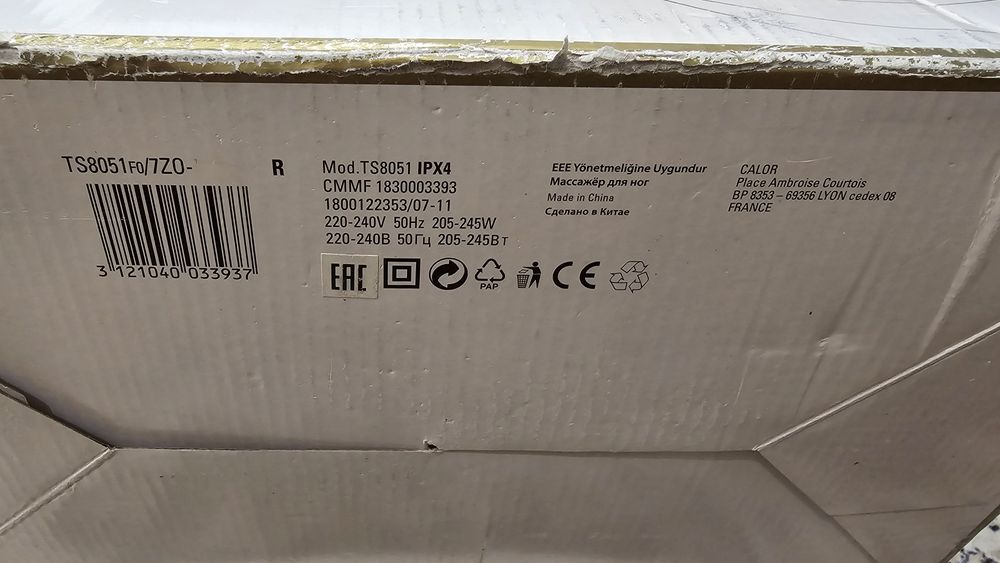 TS8051F0/7Z0-
3 121040 033937
R
Mod.TS8051 IPX4
CMMF 1830003393
1800122353/07-11
220-240V 50Hz 205-245W
220-240В 50Гц 205-245Вт
EAC
PAP
CE
EEE Yönetmeliğine Uygundur
Массажёр для ног
Made in China
Сделано в Китае
CALOR
Place Ambroise Courtois
BP 8353 – 69356 LYON cedex 08
FRANCE